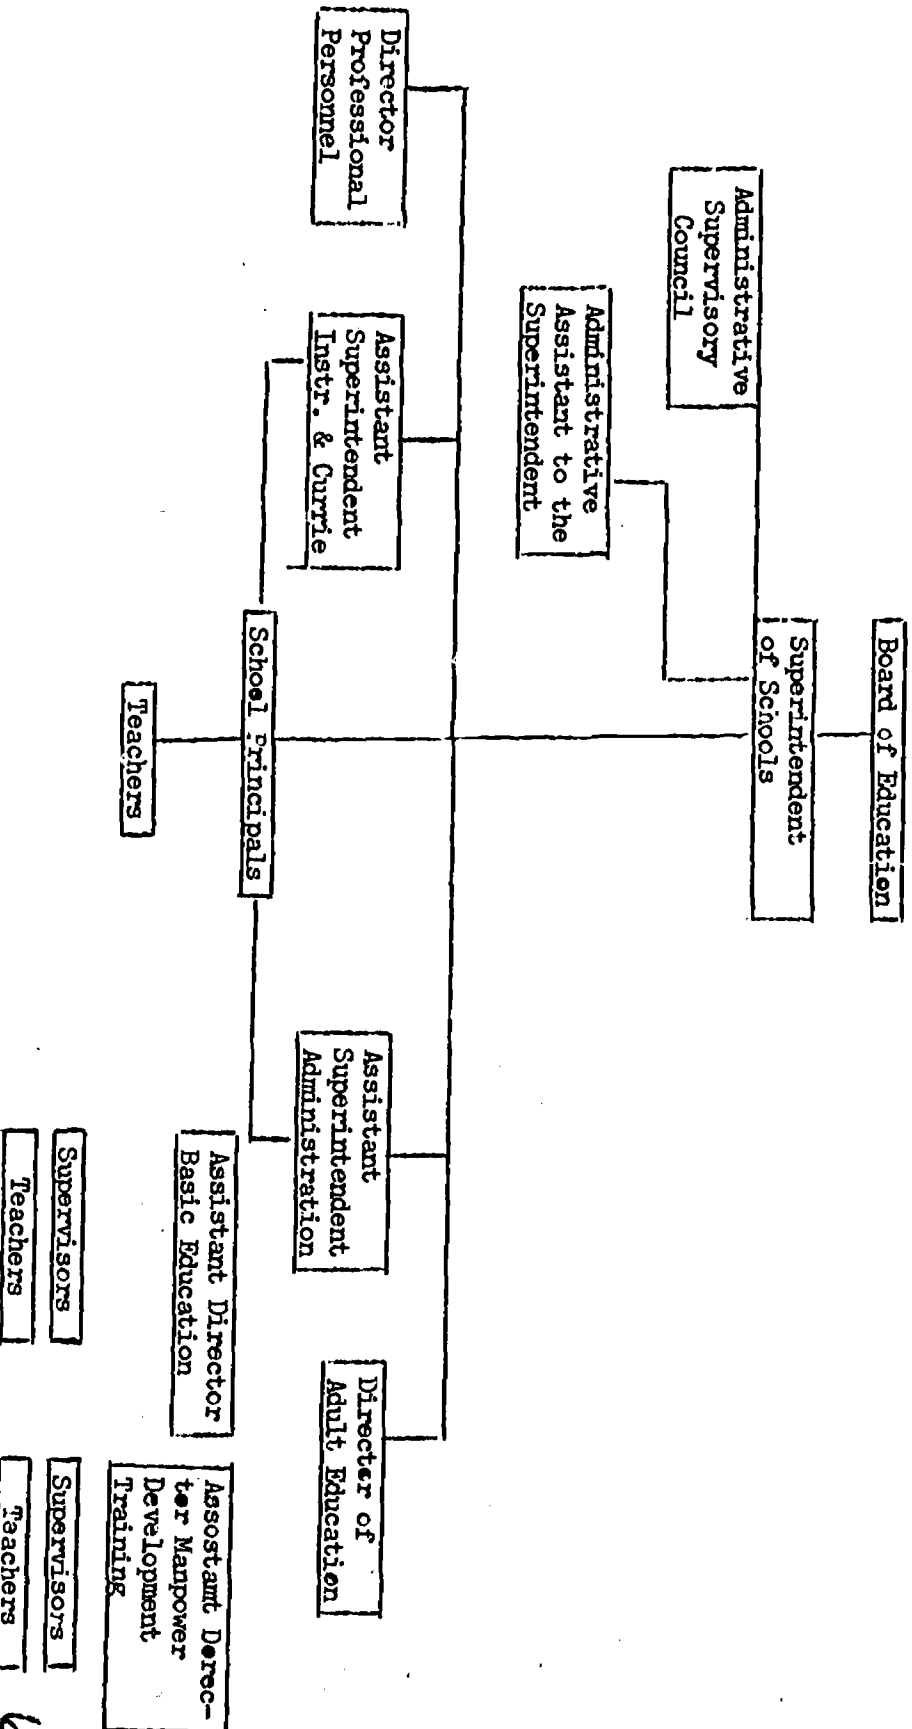 Board of Education
Superintendent
of Schools
Administrative
Supervisory
Council
Administrative
Assistant to the
Superintendent
Director
Professional
Personnel
Assistant
Superintendent
Instr. & Currie
Assistant
Superintendent
Administration
Director of
Adult Education
School Principals
Teachers
Assistant Director
Basic Education
Assostamt Derec-
tor Manpower
Development
Training
Supervisors
Supervisors
Teachers
Teachers